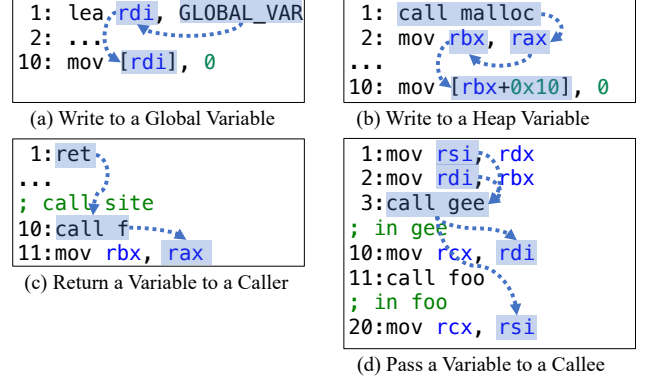 1: lea rdi, GLOBAL_VAR
2: ...
10: mov [rdi], 0
(a) Write to a Global Variable
1: call malloc
2: mov rbx, rax
...
10: mov [rbx+0x10], 0
(b) Write to a Heap Variable
1:ret
...
; call site
10:call f
11:mov rbx, rax
(c) Return a Variable to a Caller
1:mov rsi, rdx
2:mov rdi, rbx
3:call gee
; in gee
10:mov rcx, rdi
11:call foo
; in foo
20:mov rcx, rsi
(d) Pass a Variable to a Callee